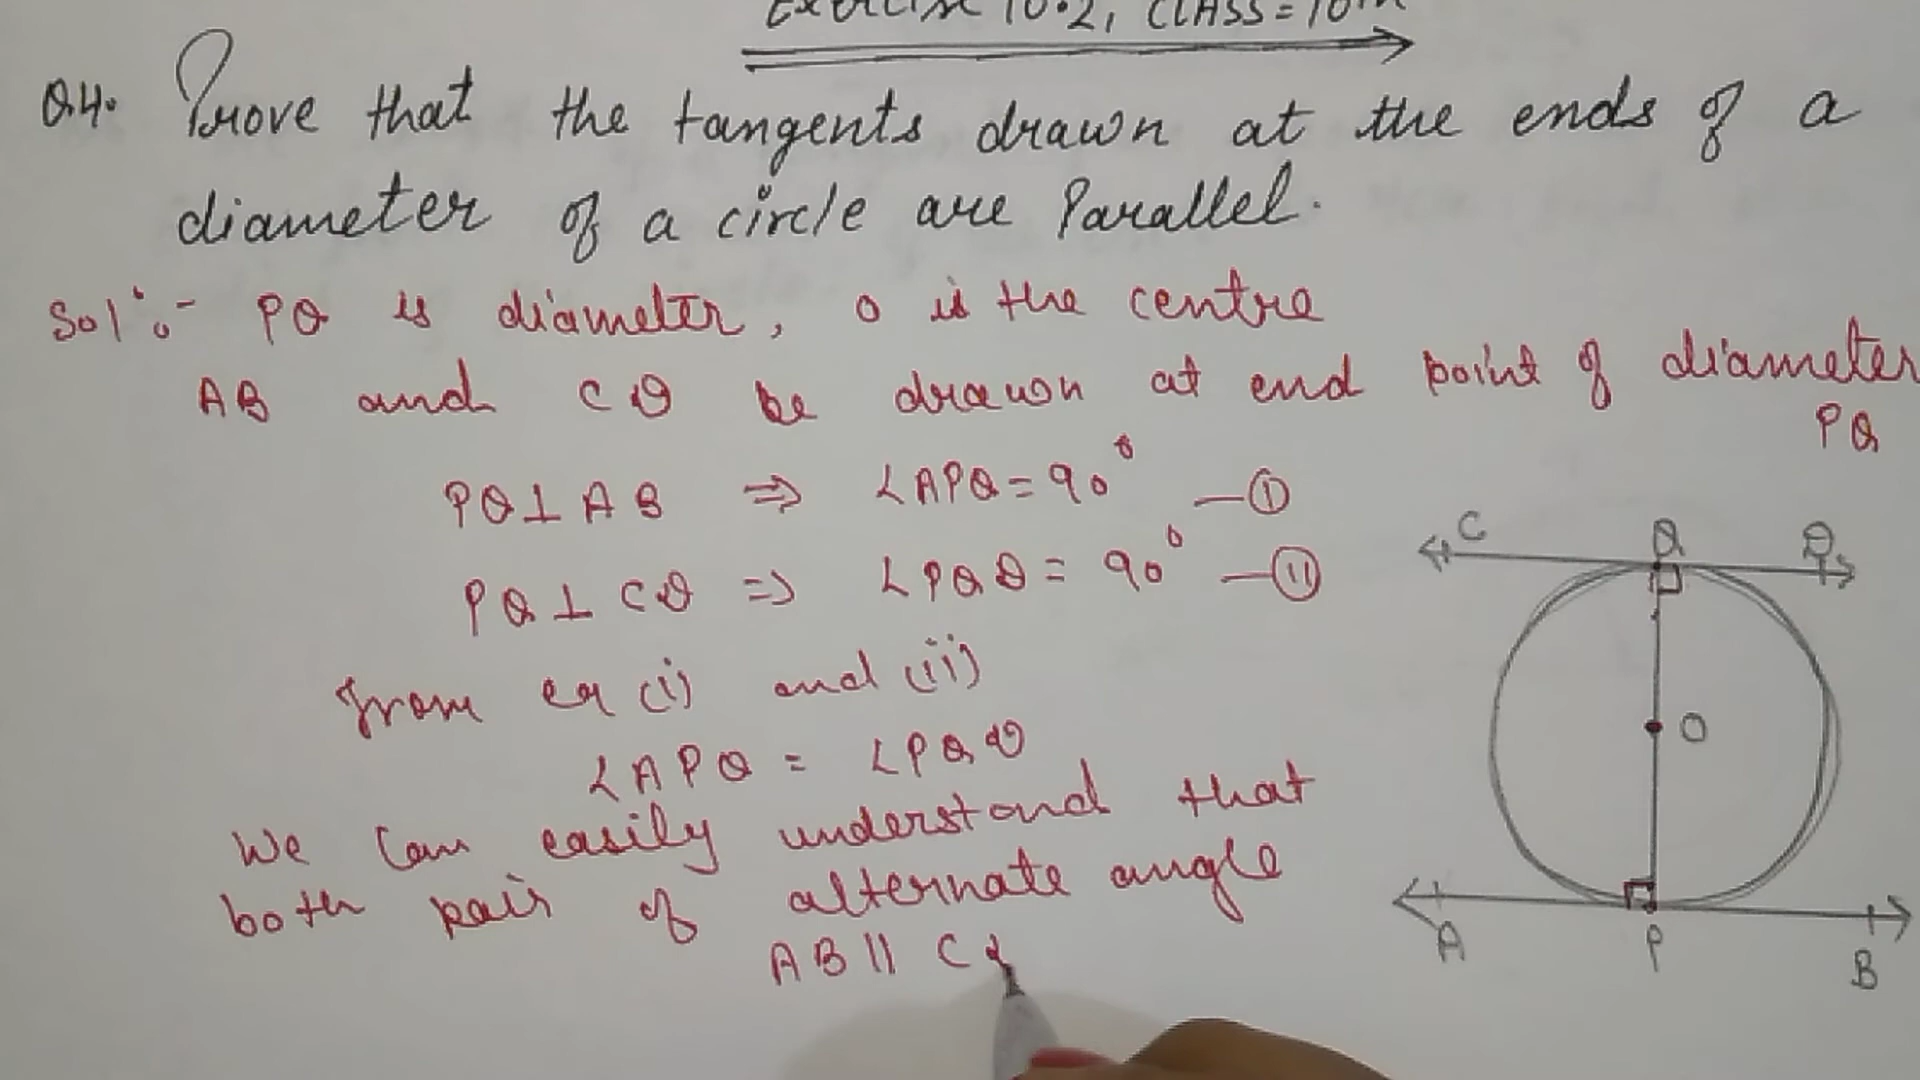 Exercise 10.2, CLASS = 10th
Q4. Prove that the tangents drawn at the ends of a
diameter of a circle are Parallel.
Sol:- PQ is diameter, O is the centre
AB and CD be drawn at end point of diameter
PQ
PQ ⊥ AB ⇒ ∠APQ = 90° —(I)
PQ ⊥ CD => ∠PQD = 90° —(II)
from eq (i) and (ii)
∠APQ = ∠PQD
We can easily understand that
both pair of alternate angle
AB || C
C Q D
O
A P B